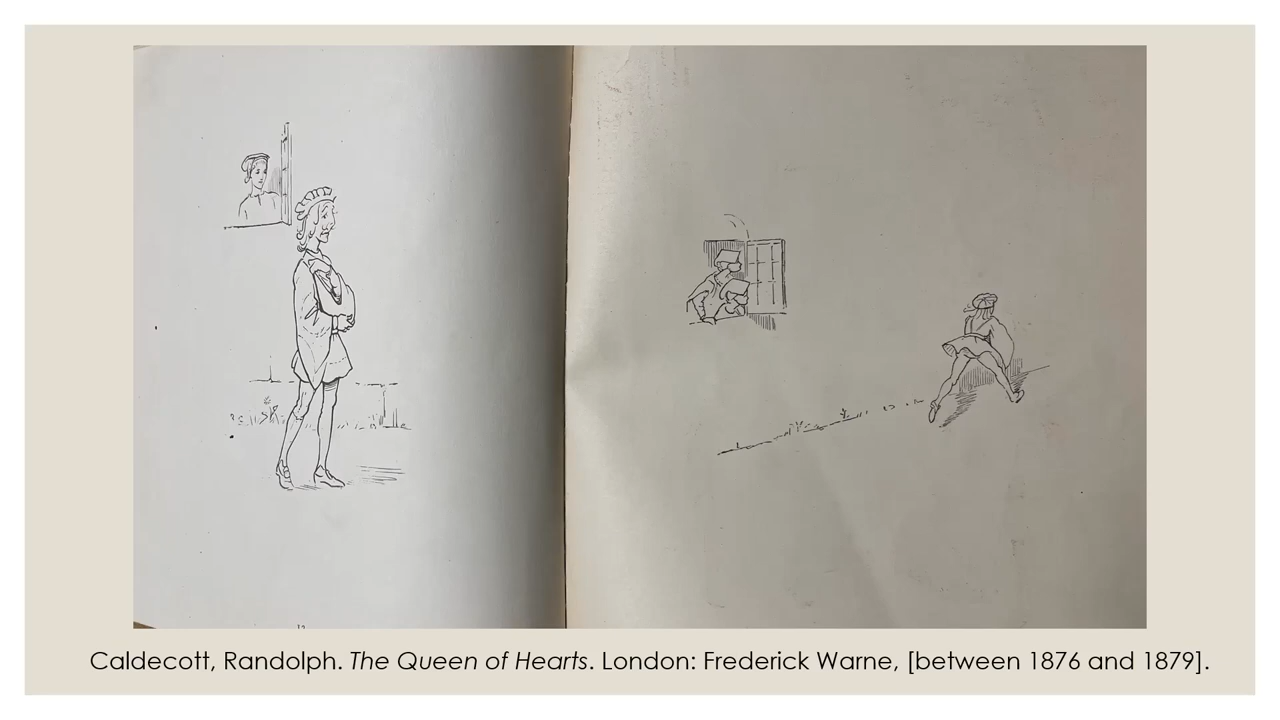 Caldecott, Randolph. The Queen of Hearts. London: Frederick Warne, [between 1876 and 1879].